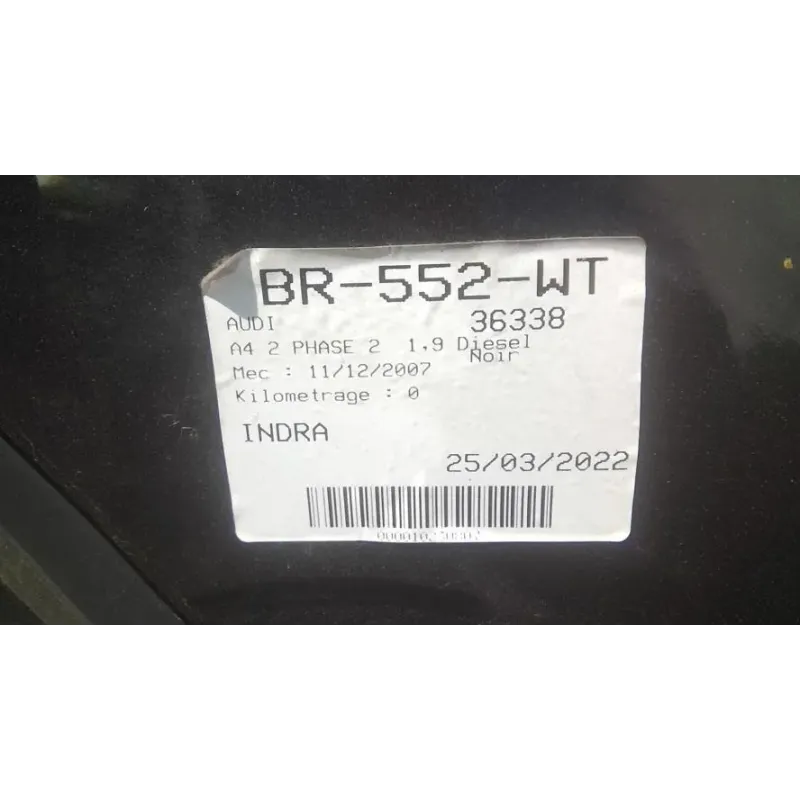 BR-552-WT
AUDI 36338
A4 2 PHASE 2 1,9 Diesel
Noir
Mec : 11/12/2007
Kilometrage : 0
INDRA
25/03/2022